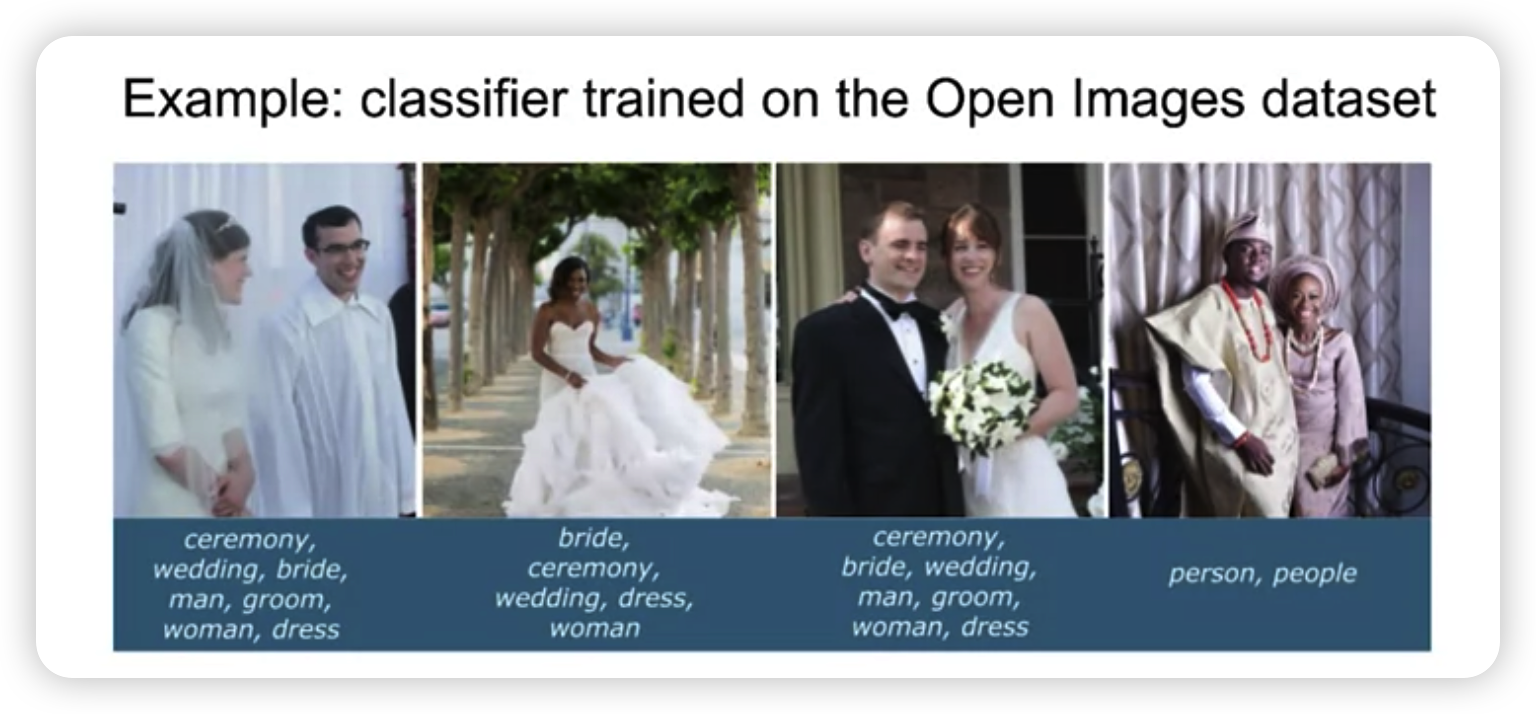 Example: classifier trained on the Open Images dataset
ceremony,
wedding, bride,
man, groom,
woman, dress
bride,
ceremony,
wedding, dress,
woman
ceremony,
bride, wedding,
man, groom,
woman, dress
person, people